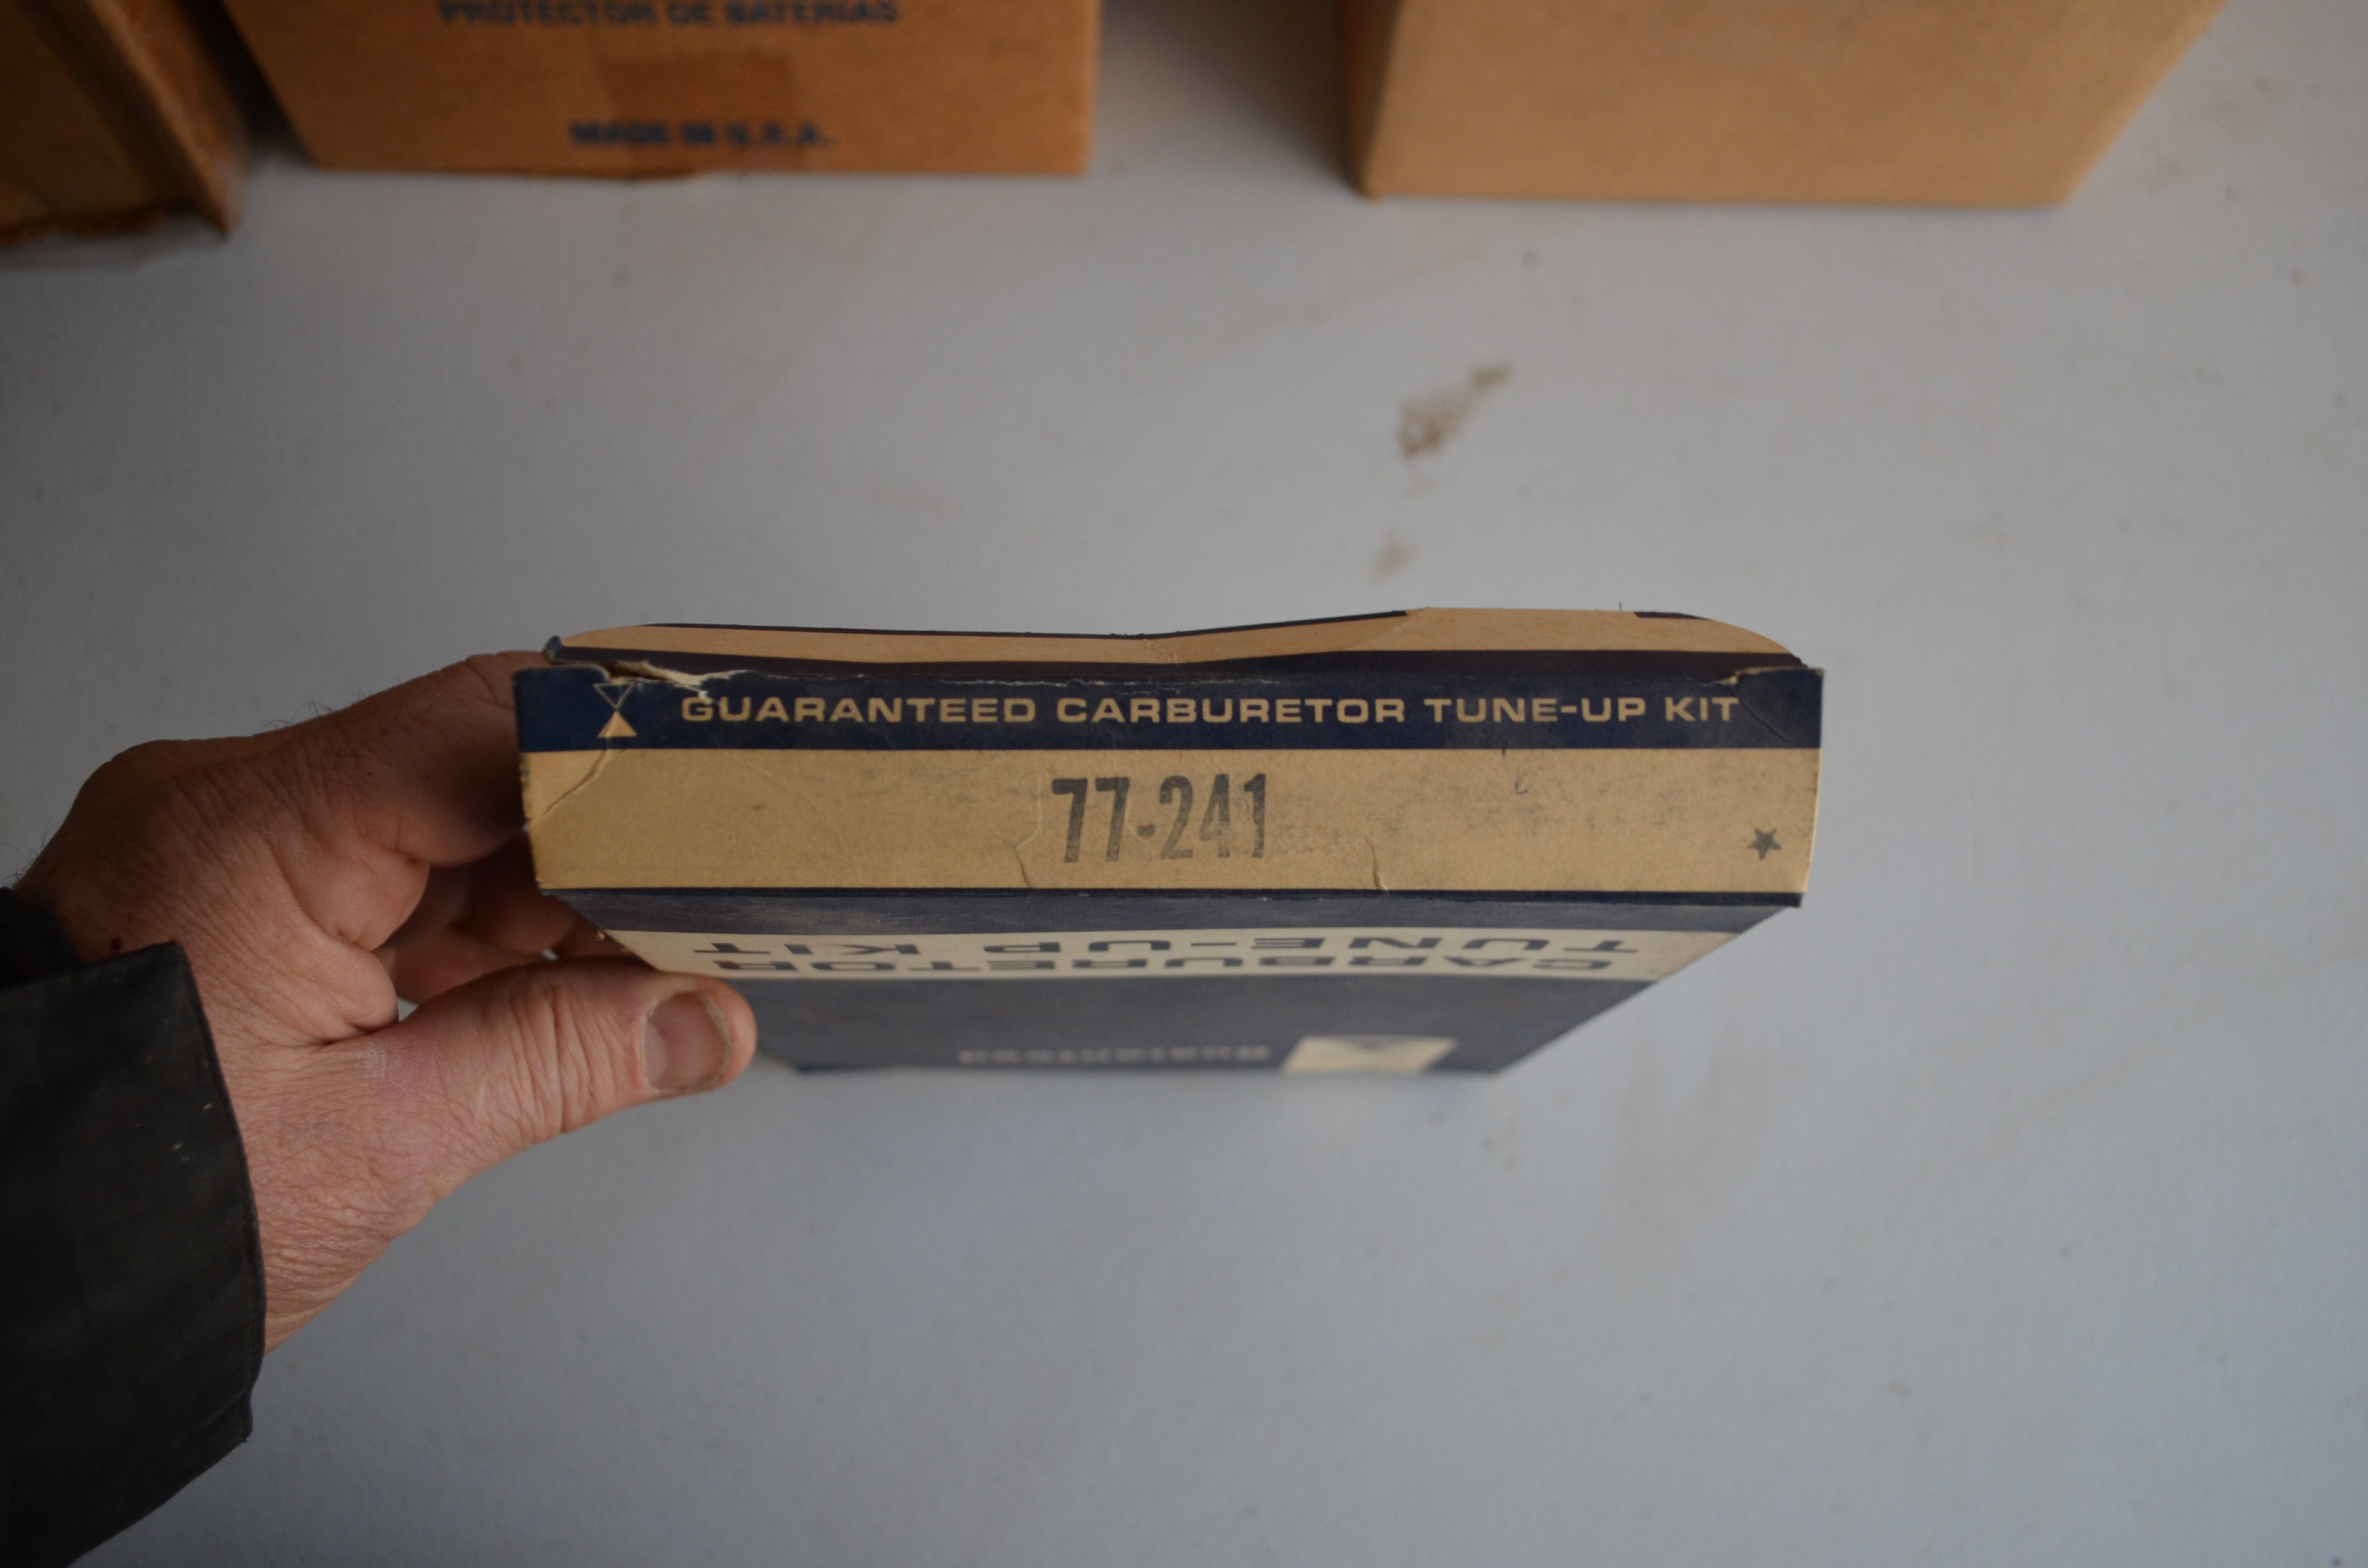 PROTECTOR DE BATERIAS
MADE IN U.S.A.
GUARANTEED CARBURETOR TUNE-UP KIT
77-241
CARBURETOR
TUNE-UP KIT